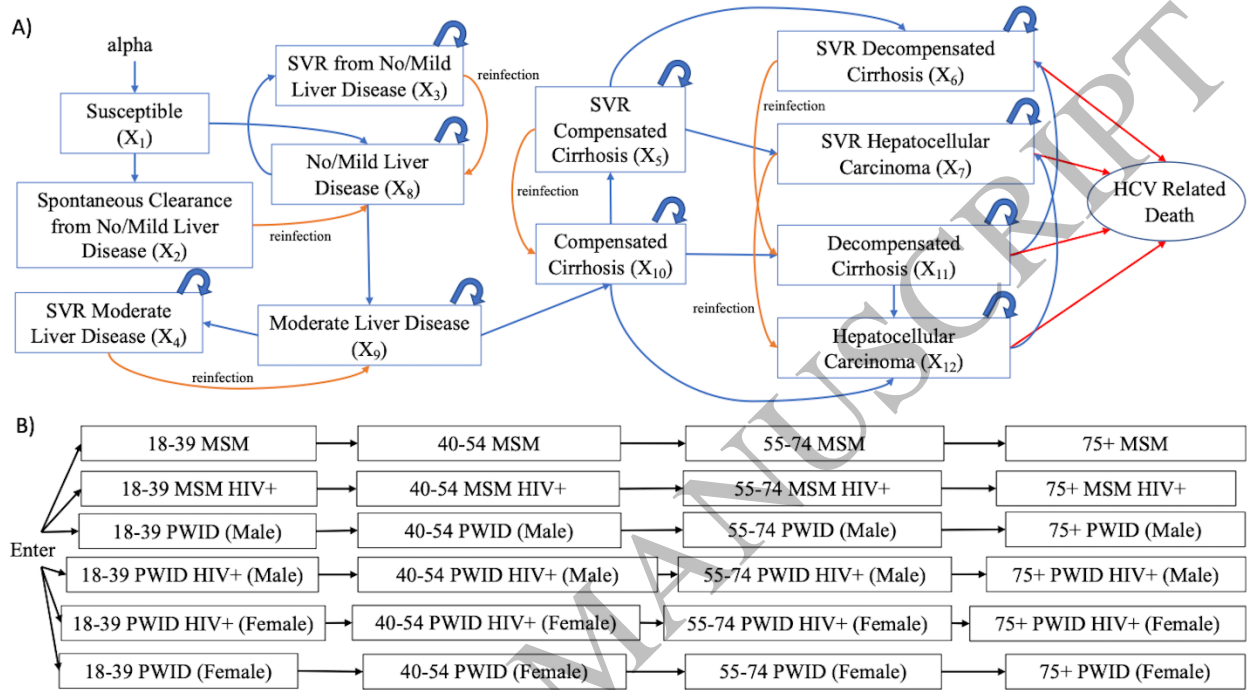 A)
alpha
Susceptible
(X1)
Spontaneous Clearance
from No/Mild Liver
Disease (X2)
SVR from No/Mild
Liver Disease (X3)
reinfection
No/Mild Liver
Disease (X8)
reinfection
SVR Moderate
Liver Disease (X4)
Moderate Liver Disease
(X9)
reinfection
SVR
Compensated
Cirrhosis (X5)
reinfection
Compensated
Cirrhosis (X10)
SVR Decompensated
Cirrhosis (X6)
reinfection
SVR Hepatocellular
Carcinoma (X7)
Decompensated
Cirrhosis (X11)
reinfection
Hepatocellular
Carcinoma (X12)
HCV Related
Death
B)
Enter
18-39 MSM
40-54 MSM
55-74 MSM
75+ MSM
18-39 MSM HIV+
40-54 MSM HIV+
55-74 MSM HIV+
75+ MSM HIV+
18-39 PWID (Male)
40-54 PWID (Male)
55-74 PWID (Male)
75+ PWID (Male)
18-39 PWID HIV+ (Male)
40-54 PWID HIV+ (Male)
55-74 PWID HIV+ (Male)
75+ PWID HIV+ (Male)
18-39 PWID HIV+ (Female)
40-54 PWID HIV+ (Female)
55-74 PWID HIV+ (Female)
75+ PWID HIV+ (Female)
18-39 PWID (Female)
40-54 PWID (Female)
55-74 PWID (Female)
75+ PWID (Female)
MANUSCRIPT